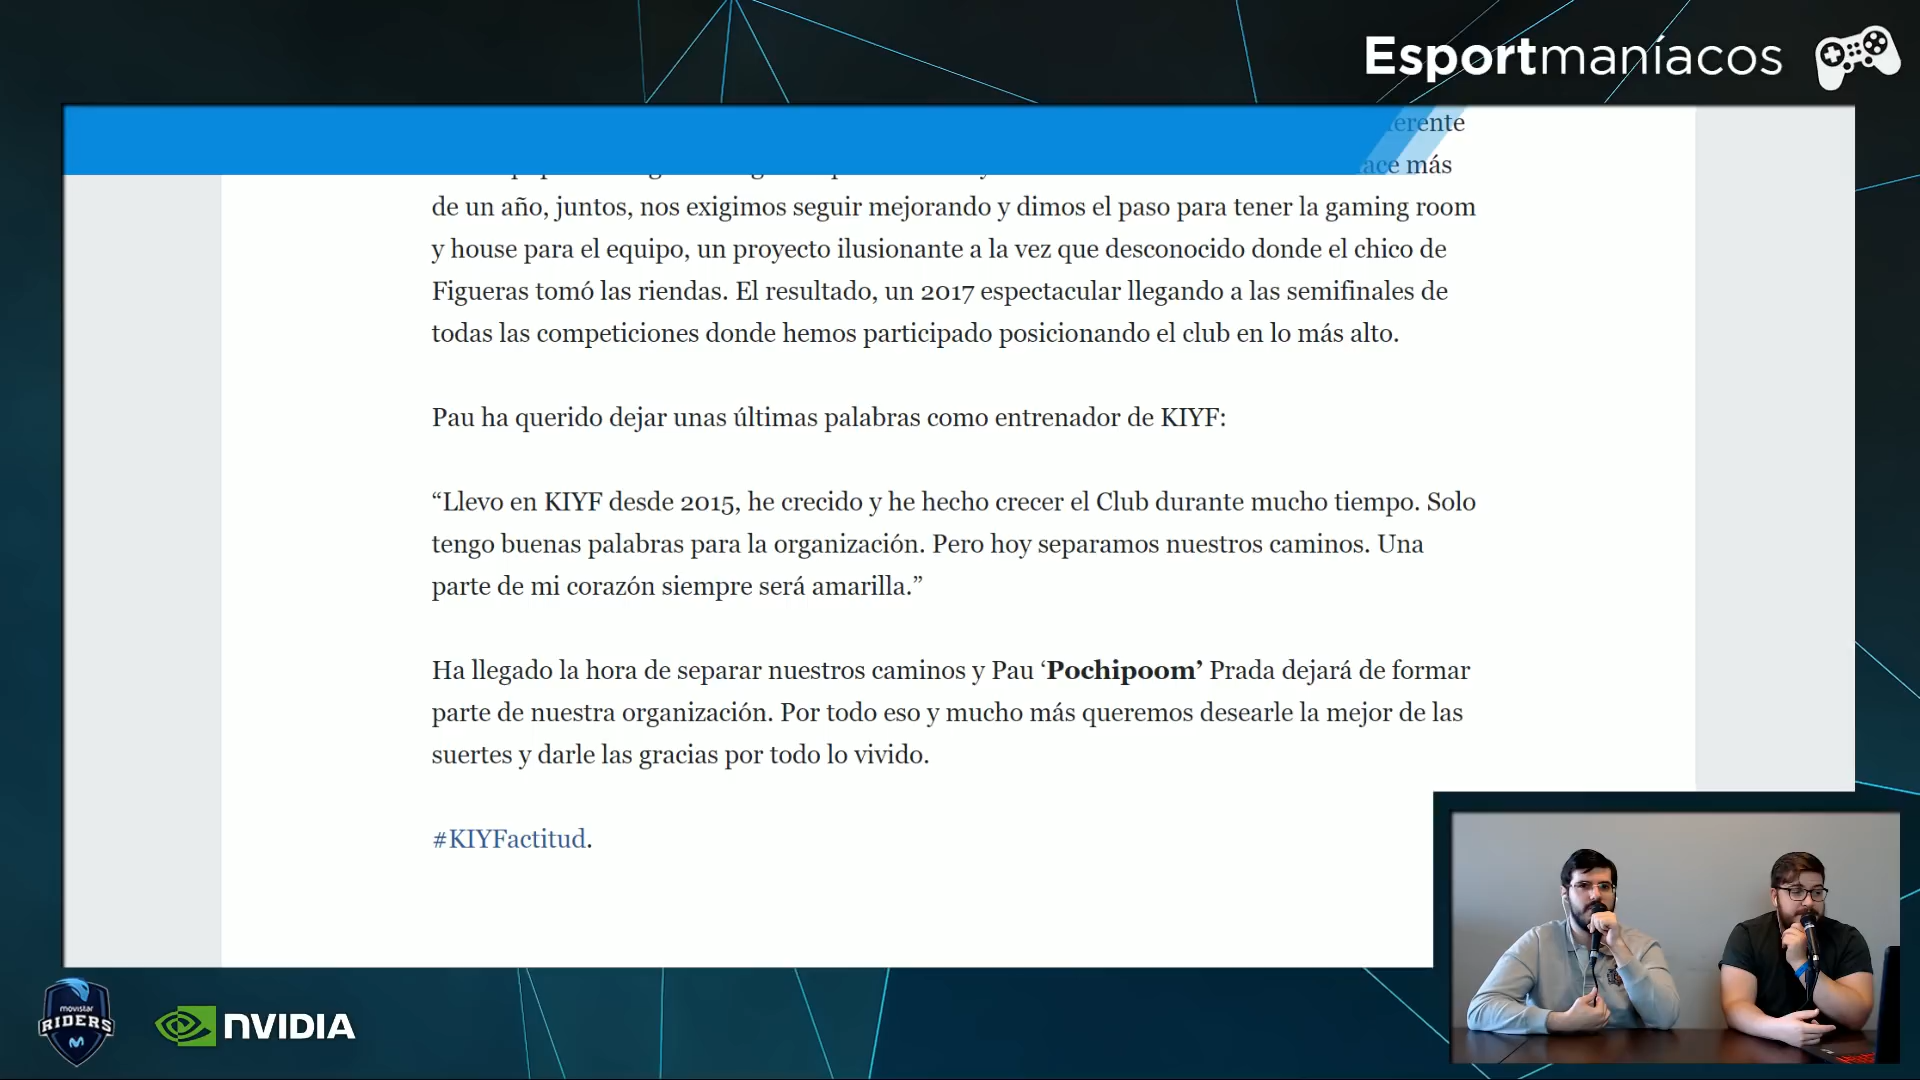 Esportmaníacos
ace más
de un año, juntos, nos exigimos seguir mejorando y dimos el paso para tener la gaming room
y house para el equipo, un proyecto ilusionante a la vez que desconocido donde el chico de
Figueras tomó las riendas. El resultado, un 2017 espectacular llegando a las semifinales de
todas las competiciones donde hemos participado posicionando el club en lo más alto.
Pau ha querido dejar unas últimas palabras como entrenador de KIYF:
“Llevo en KIYF desde 2015, he crecido y he hecho crecer el Club durante mucho tiempo. Solo
tengo buenas palabras para la organización. Pero hoy separamos nuestros caminos. Una
parte de mi corazón siempre será amarilla.”
Ha llegado la hora de separar nuestros caminos y Pau ‘Pochipoom’ Prada dejará de formar
parte de nuestra organización. Por todo eso y mucho más queremos desearle la mejor de las
suertes y darle las gracias por todo lo vivido.
#KIYFactitud.
movistar
RIDERS
NVIDIA